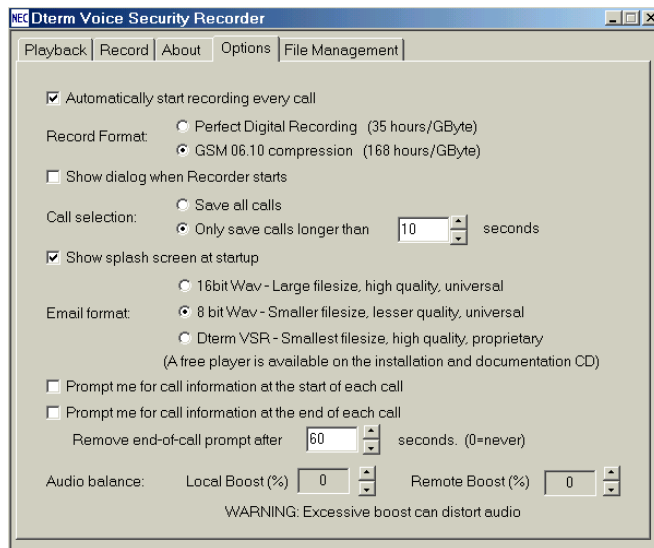 NEC Dterm Voice Security Recorder
Playback Record About Options File Management
Automatically start recording every call
Record Format:
Perfect Digital Recording (35 hours/GByte)
GSM 06.10 compression (168 hours/GByte)
Show dialog when Recorder starts
Call selection:
Save all calls
Only save calls longer than 10 seconds
Show splash screen at startup
Email format:
16bit Wav - Large filesize, high quality, universal
8 bit Wav - Smaller filesize, lesser quality, universal
Dterm VSR - Smallest filesize, high quality, proprietary
(A free player is available on the installation and documentation CD)
Prompt me for call information at the start of each call
Prompt me for call information at the end of each call
Remove end-of-call prompt after 60 seconds. (0=never)
Audio balance: Local Boost (%) 0 Remote Boost (%) 0
WARNING: Excessive boost can distort audio